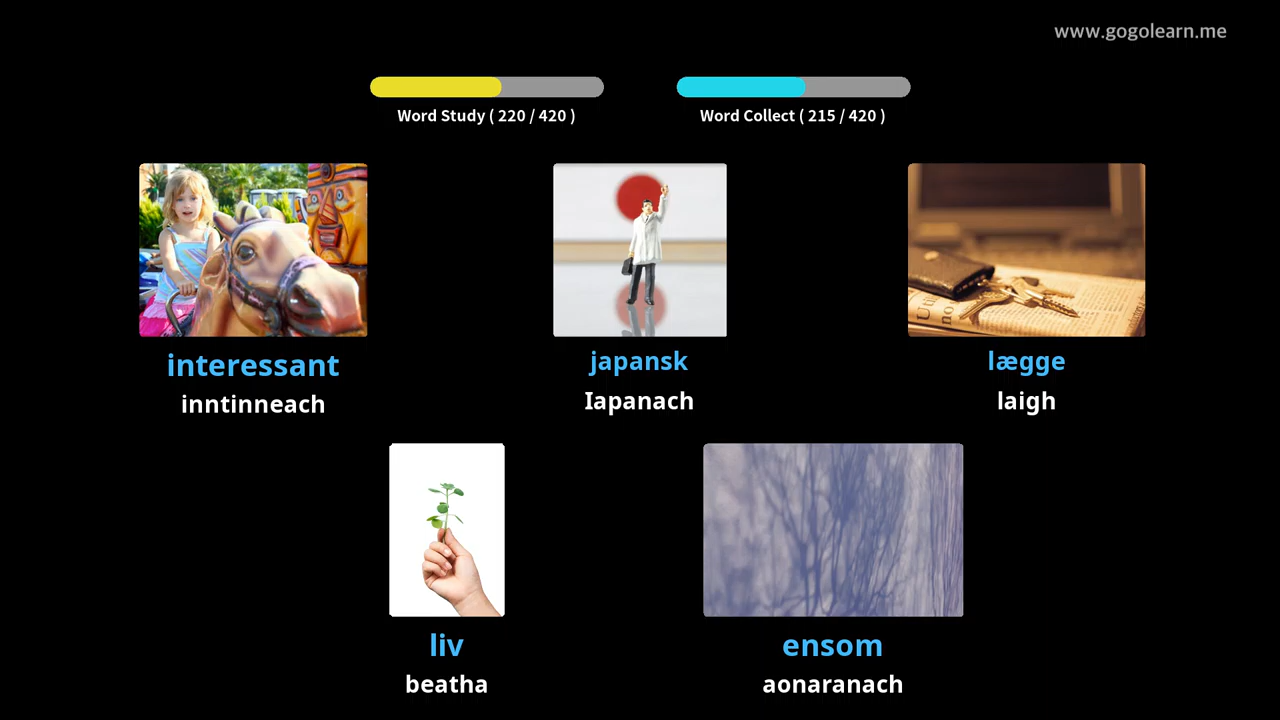 www.gogolearn.me
Word Study ( 220 / 420 )
Word Collect ( 215 / 420 )
interessant
inntinneach
japansk
Iapanach
lægge
laigh
liv
beatha
ensom
aonaranach